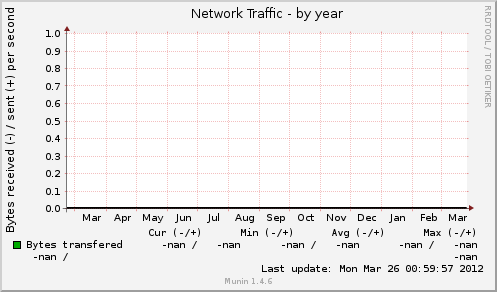 Network Traffic - by year
RRDTOOL / TOBI OETIKER
Bytes received (-) / sent (+) per second
1.0
0.9
0.8
0.7
0.6
0.5
0.4
0.3
0.2
0.1
0.0
Mar Apr May Jun Jul Aug Sep Oct Nov Dec Jan Feb Mar
Cur (-/+) Min (-/+) Avg (-/+) Max (-/+)
Bytes transfered -nan / -nan -nan / -nan -nan / -nan
-nan / -nan
Last update: Mon Mar 26 00:59:57 2012
Munin 1.4.6